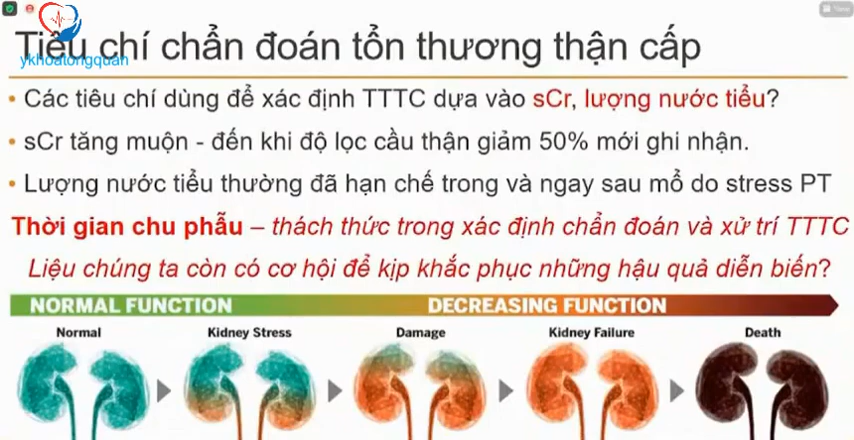 Tiêu chí chẩn đoán tổn thương thận cấp
ykhoatongquan
• Các tiêu chí dùng để xác định TTTC dựa vào sCr, lượng nước tiểu?
• sCr tăng muộn - đến khi độ lọc cầu thận giảm 50% mới ghi nhận.
• Lượng nước tiểu thường đã hạn chế trong và ngay sau mổ do stress PT
Thời gian chu phẫu – thách thức trong xác định chẩn đoán và xử trí TTTC
Liệu chúng ta còn có cơ hội để kịp khắc phục những hậu quả diễn biến?
NORMAL FUNCTION DECREASING FUNCTION
Normal Kidney Stress Damage Kidney Failure Death